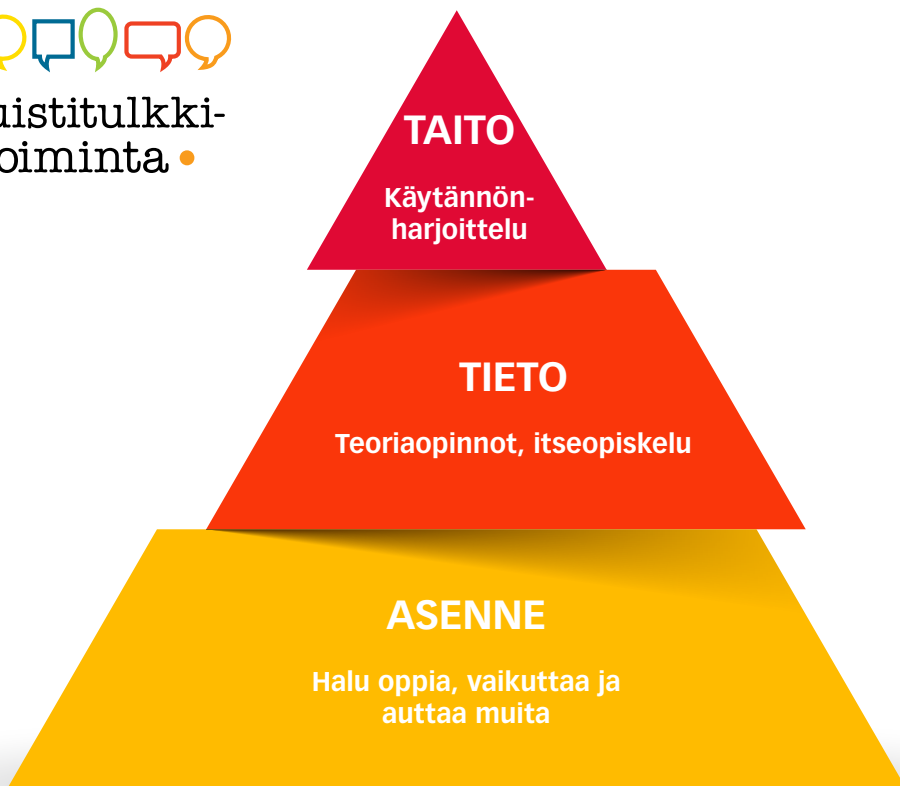 uistitulkki-
oiminta
TAITO
Käytännön-
harjoittelu
TIETO
Teoriaopinnot, itseopiskelu
ASENNE
Halu oppia, vaikuttaa ja
auttaa muita